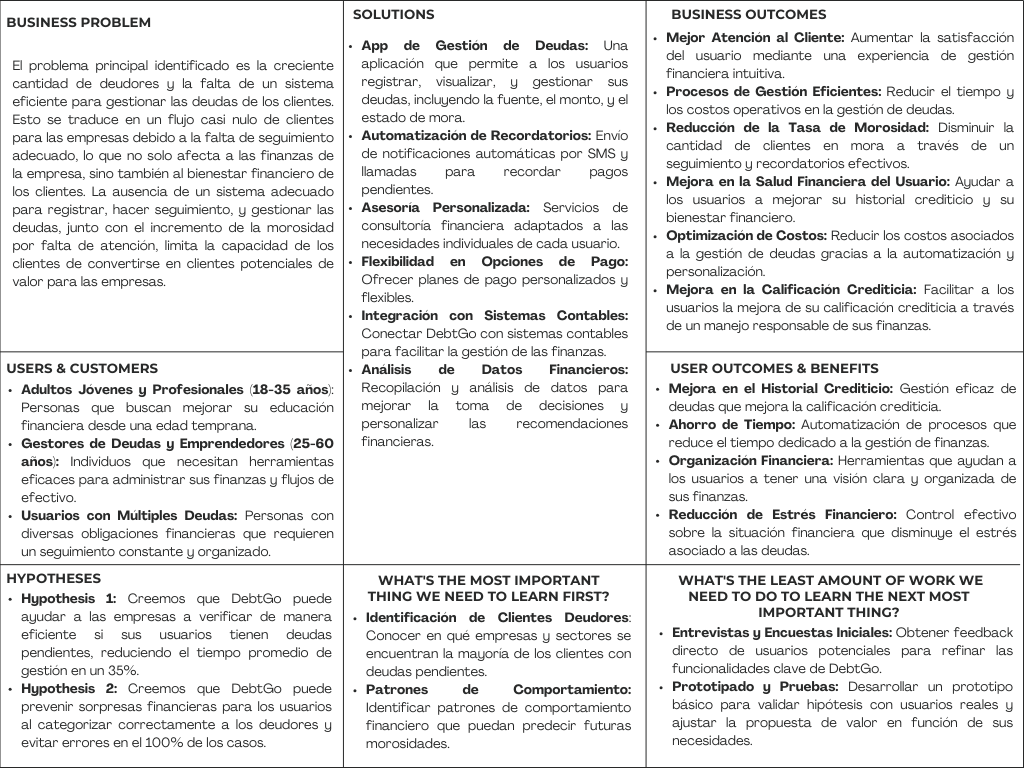 BUSINESS PROBLEM
El problema principal identificado es la creciente
cantidad de deudores y la falta de un sistema
eficiente para gestionar las deudas de los clientes.
Esto se traduce en un flujo casi nulo de clientes
para las empresas debido a la falta de seguimiento
adecuado, lo que no solo afecta a las finanzas de
la empresa, sino también al bienestar financiero de
los clientes. La ausencia de un sistema adecuado
para registrar, hacer seguimiento, y gestionar las
deudas, junto con el incremento de la morosidad
por falta de atención, limita la capacidad de los
clientes de convertirse en clientes potenciales de
valor para las empresas.
SOLUTIONS
• App de Gestión de Deudas: Una
aplicación que permite a los usuarios
registrar, visualizar, y gestionar sus
deudas, incluyendo la fuente, el monto, y el
estado de mora.
• Automatización de Recordatorios: Envío
de notificaciones automáticas por SMS y
llamadas para recordar pagos
pendientes.
• Asesoría Personalizada: Servicios de
consultoría financiera adaptados a las
necesidades individuales de cada usuario.
• Flexibilidad en Opciones de Pago:
Ofrecer planes de pago personalizados y
flexibles.
• Integración con Sistemas Contables:
Conectar DebtGo con sistemas contables
para facilitar la gestión de las finanzas.
• Análisis de Datos Financieros:
Recopilación y análisis de datos para
mejorar la toma de decisiones y
personalizar las recomendaciones
financieras.
BUSINESS OUTCOMES
• Mejor Atención al Cliente: Aumentar la satisfacción
del usuario mediante una experiencia de gestión
financiera intuitiva.
• Procesos de Gestión Eficientes: Reducir el tiempo y
los costos operativos en la gestión de deudas.
• Reducción de la Tasa de Morosidad: Disminuir la
cantidad de clientes en mora a través de un
seguimiento y recordatorios efectivos.
• Mejora en la Salud Financiera del Usuario: Ayudar a
los usuarios a mejorar su historial crediticio y su
bienestar financiero.
• Optimización de Costos: Reducir los costos asociados
a la gestión de deudas gracias a la automatización y
personalización.
• Mejora en la Calificación Crediticia: Facilitar a los
usuarios la mejora de su calificación crediticia a través
de un manejo responsable de sus finanzas.
USERS & CUSTOMERS
• Adultos Jóvenes y Profesionales (18-35 años):
Personas que buscan mejorar su educación
financiera desde una edad temprana.
• Gestores de Deudas y Emprendedores (25-60
años): Individuos que necesitan herramientas
eficaces para administrar sus finanzas y flujos de
efectivo.
• Usuarios con Múltiples Deudas: Personas con
diversas obligaciones financieras que requieren
un seguimiento constante y organizado.
USER OUTCOMES & BENEFITS
• Mejora en el Historial Crediticio: Gestión eficaz de
deudas que mejora la calificación crediticia.
• Ahorro de Tiempo: Automatización de procesos que
reduce el tiempo dedicado a la gestión de finanzas.
• Organización Financiera: Herramientas que ayudan a
los usuarios a tener una visión clara y organizada de
sus finanzas.
• Reducción de Estrés Financiero: Control efectivo
sobre la situación financiera que disminuye el estrés
asociado a las deudas.
HYPOTHESES
• Hypothesis 1: Creemos que DebtGo puede
ayudar a las empresas a verificar de manera
eficiente si sus usuarios tienen deudas
pendientes, reduciendo el tiempo promedio de
gestión en un 35%.
• Hypothesis 2: Creemos que DebtGo puede
prevenir sorpresas financieras para los usuarios
al categorizar correctamente a los deudores y
evitar errores en el 100% de los casos.
WHAT'S THE MOST IMPORTANT
THING WE NEED TO LEARN FIRST?
• Identificación de Clientes Deudores:
Conocer en qué empresas y sectores se
encuentran la mayoría de los clientes con
deudas pendientes.
• Patrones de Comportamiento:
Identificar patrones de comportamiento
financiero que puedan predecir futuras
morosidades.
WHAT'S THE LEAST AMOUNT OF WORK WE
NEED TO DO TO LEARN THE NEXT MOST
IMPORTANT THING?
• Entrevistas y Encuestas Iniciales: Obtener feedback
directo de usuarios potenciales para refinar las
funcionalidades clave de DebtGo.
• Prototipado y Pruebas: Desarrollar un prototipo
básico para validar hipótesis con usuarios reales y
ajustar la propuesta de valor en función de sus
necesidades.